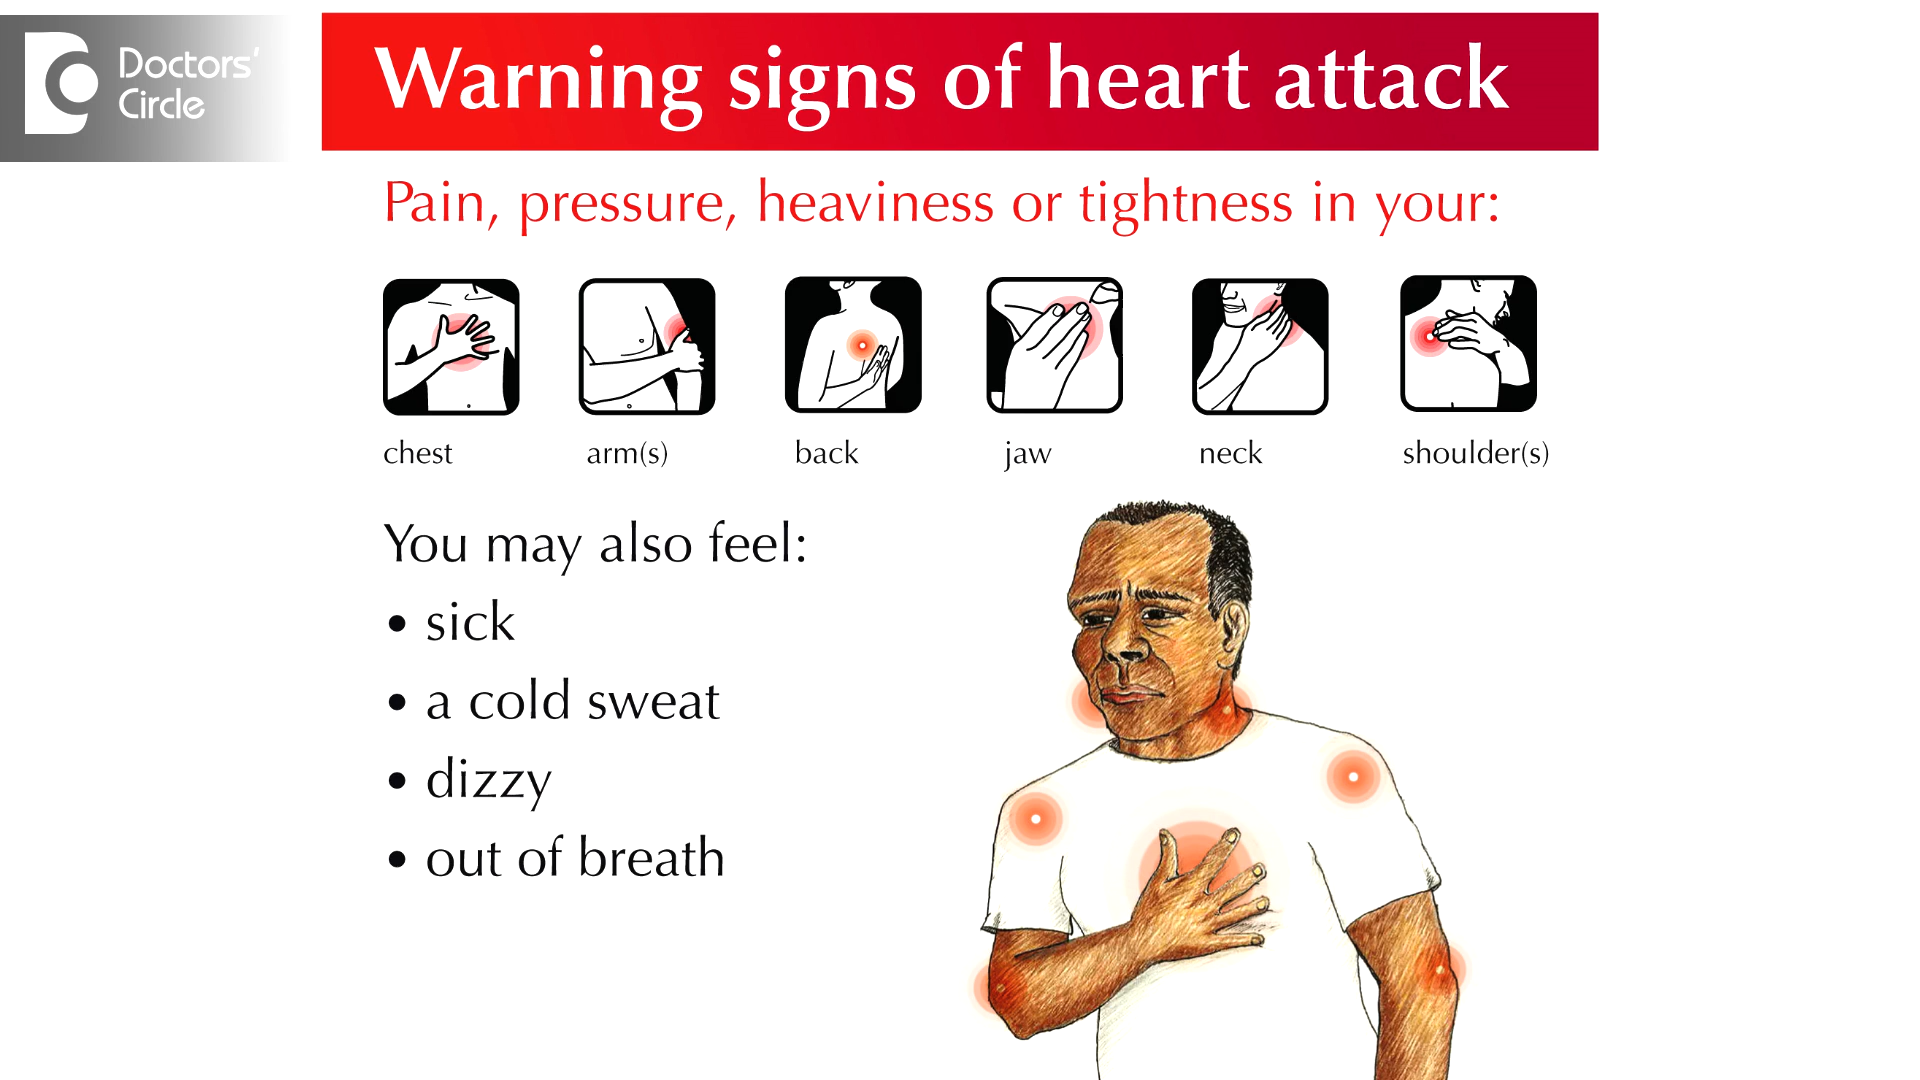 Doctors'
Circle
Warning signs of heart attack
Pain, pressure, heaviness or tightness in your:
chest arm(s) back jaw neck shoulder(s)
You may also feel:
• sick
• a cold sweat
• dizzy
• out of breath